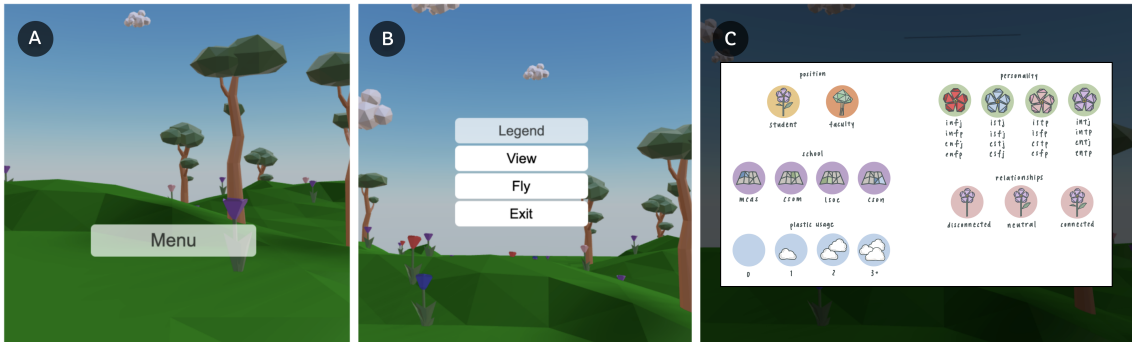 A
Menu
B
Legend
View
Fly
Exit
C
position
student faculty
school
mcas csom lsoe cson
plastic usage
0 1 2 3+
personality
infj istj istp intj
infp isfj isfp intp
enfj estj estp entj
enfp esfj esfp entp
relationships
disconnected neutral connected